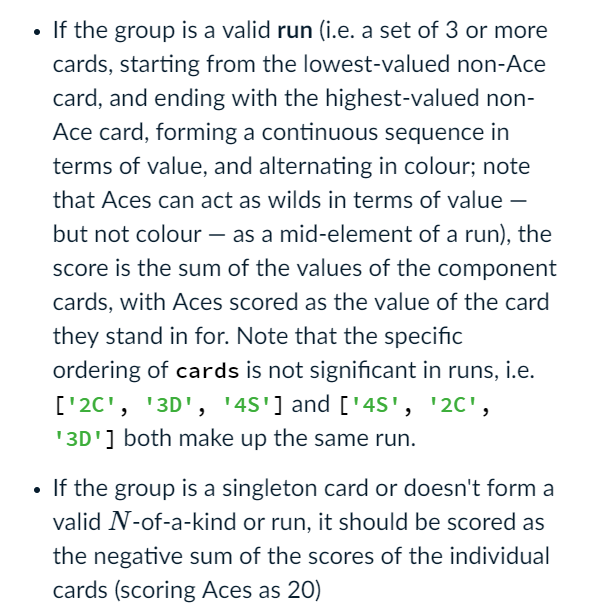 • If the group is a valid run (i.e. a set of 3 or more
cards, starting from the lowest-valued non-Ace
card, and ending with the highest-valued non-
Ace card, forming a continuous sequence in
terms of value, and alternating in colour; note
that Aces can act as wilds in terms of value —
but not colour — as a mid-element of a run), the
score is the sum of the values of the component
cards, with Aces scored as the value of the card
they stand in for. Note that the specific
ordering of cards is not significant in runs, i.e.
['2C', '3D', '4S'] and ['4S', '2C',
'3D'] both make up the same run.
• If the group is a singleton card or doesn't form a
valid N-of-a-kind or run, it should be scored as
the negative sum of the scores of the individual
cards (scoring Aces as 20)